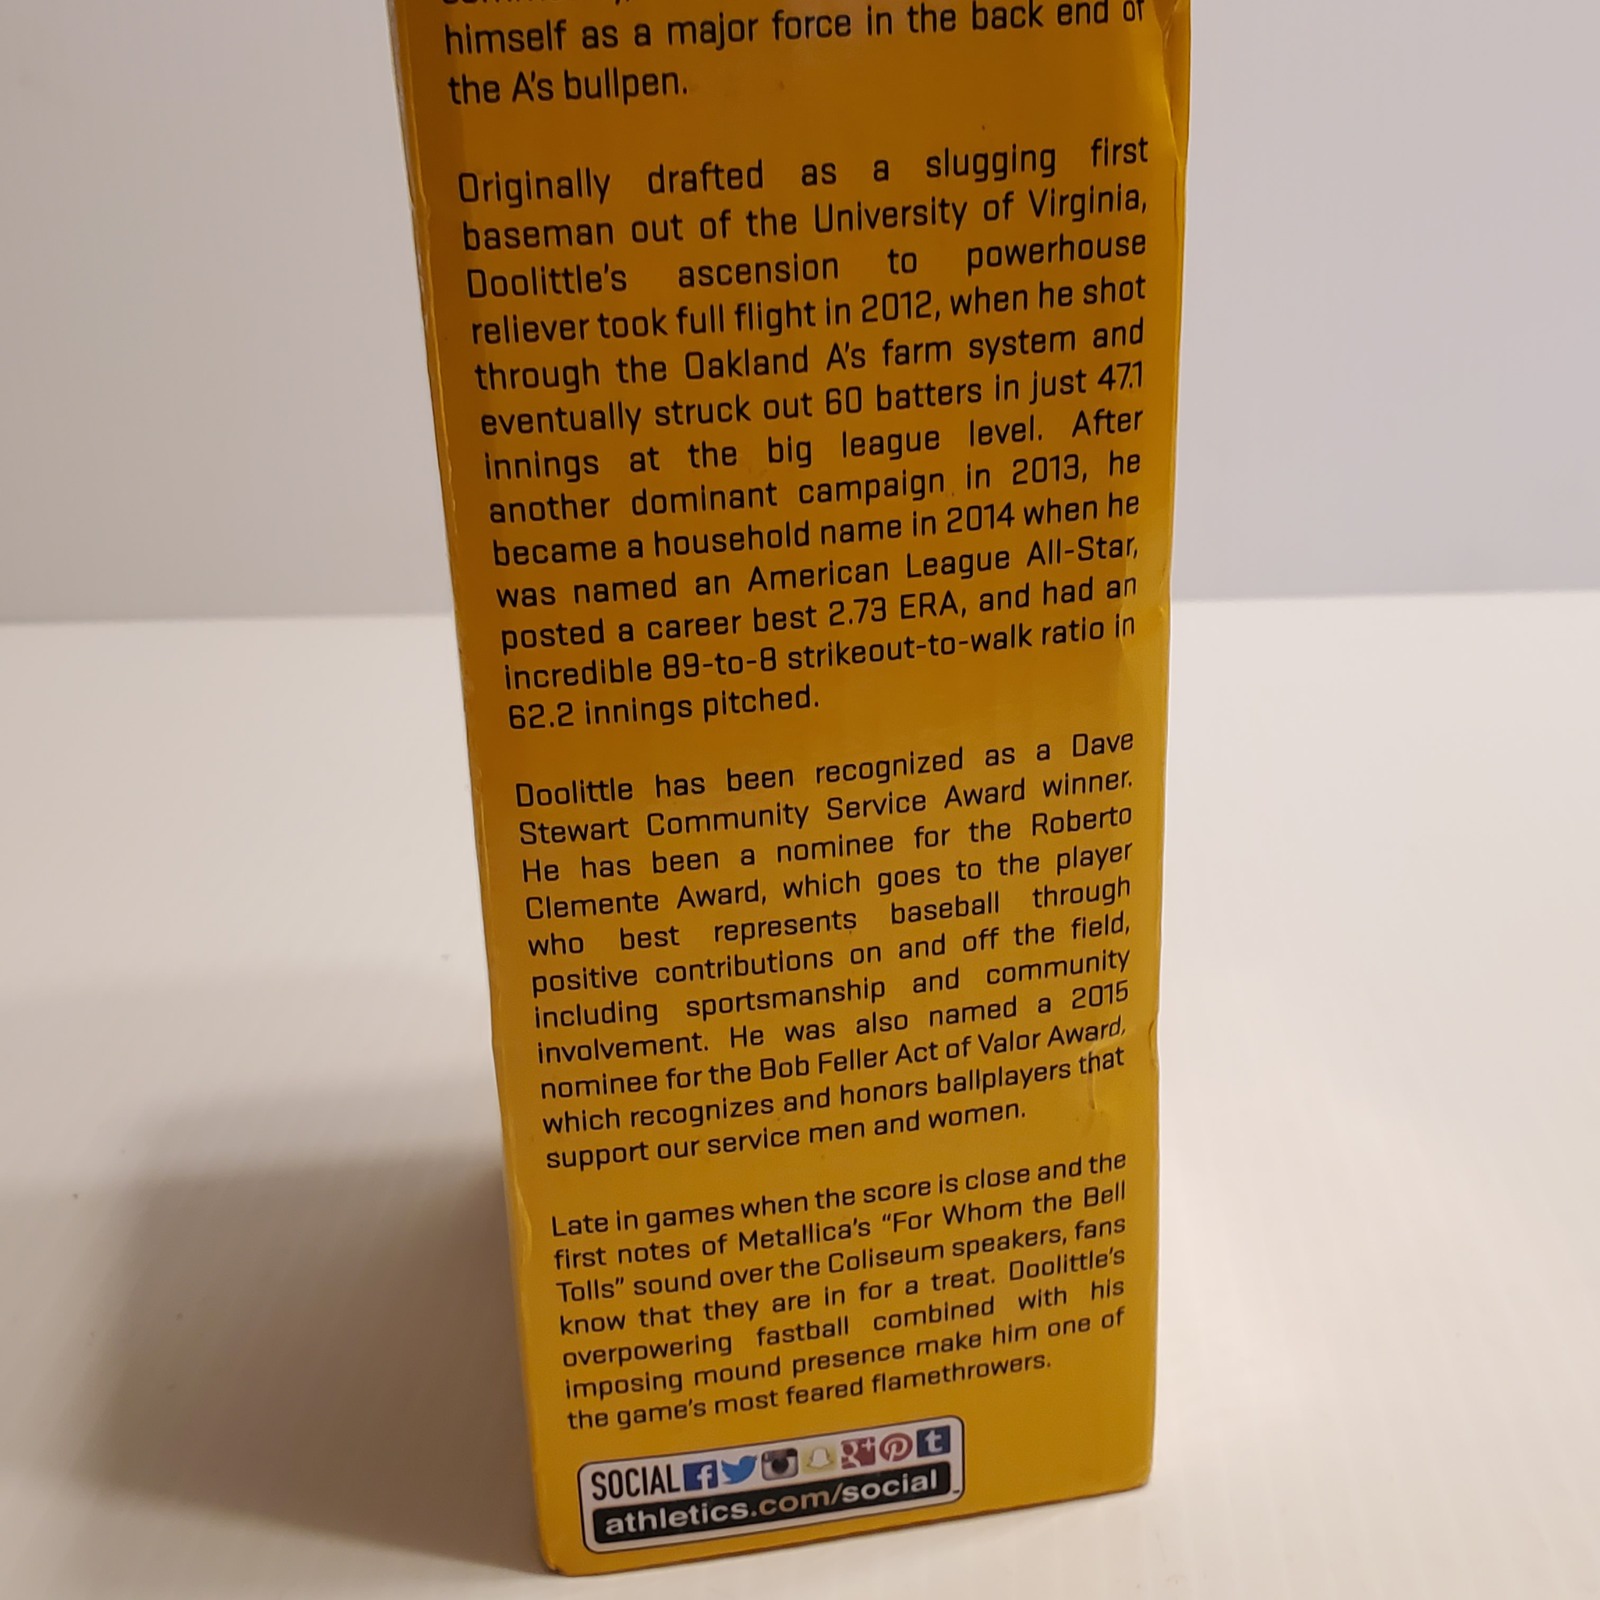 himself as a major force in the back end of
the A's bullpen.
Originally drafted as a slugging first
baseman out of the University of Virginia,
Doolittle's ascension to powerhouse
reliever took full flight in 2012, when he shot
through the Oakland A's farm system and
eventually struck out 60 batters in just 47.1
innings at the big league level. After
another dominant campaign in 2013, he
became a household name in 2014 when he
was named an American League All-Star,
posted a career best 2.73 ERA, and had an
incredible 89-to-8 strikeout-to-walk ratio in
62.2 innings pitched.
Doolittle has been recognized as a Dave
Stewart Community Service Award winner.
He has been a nominee for the Roberto
Clemente Award, which goes to the player
who best represents baseball through
positive contributions on and off the field,
including sportsmanship and community
involvement. He was also named a 2015
nominee for the Bob Feller Act of Valor Award,
which recognizes and honors ballplayers that
support our service men and women.
Late in games when the score is close and the
first notes of Metallica's "For Whom the Bell
Tolls" sound over the Coliseum speakers, fans
know that they are in for a treat. Doolittle's
overpowering fastball combined with his
imposing mound presence make him one of
the game's most feared flamethrowers.
SOCIAL f g+ t
athletics.com/social